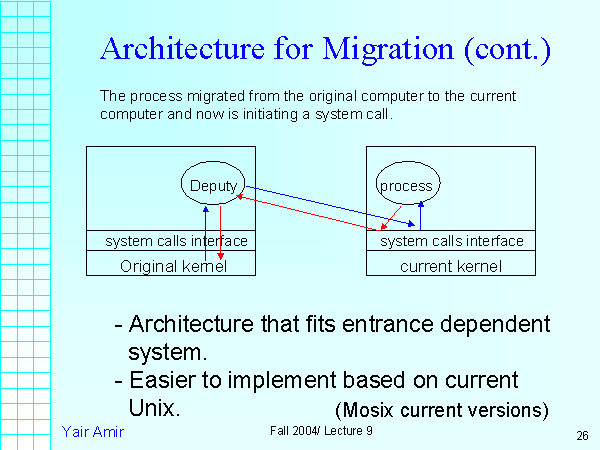 Architecture for Migration (cont.)
The process migrated from the original computer to the current
computer and now is initiating a system call.
Deputy
process
system calls interface
system calls interface
Original kernel
current kernel
- Architecture that fits entrance dependent
system.
- Easier to implement based on current
Unix.
(Mosix current versions)
Yair Amir
Fall 2004/ Lecture 9
26